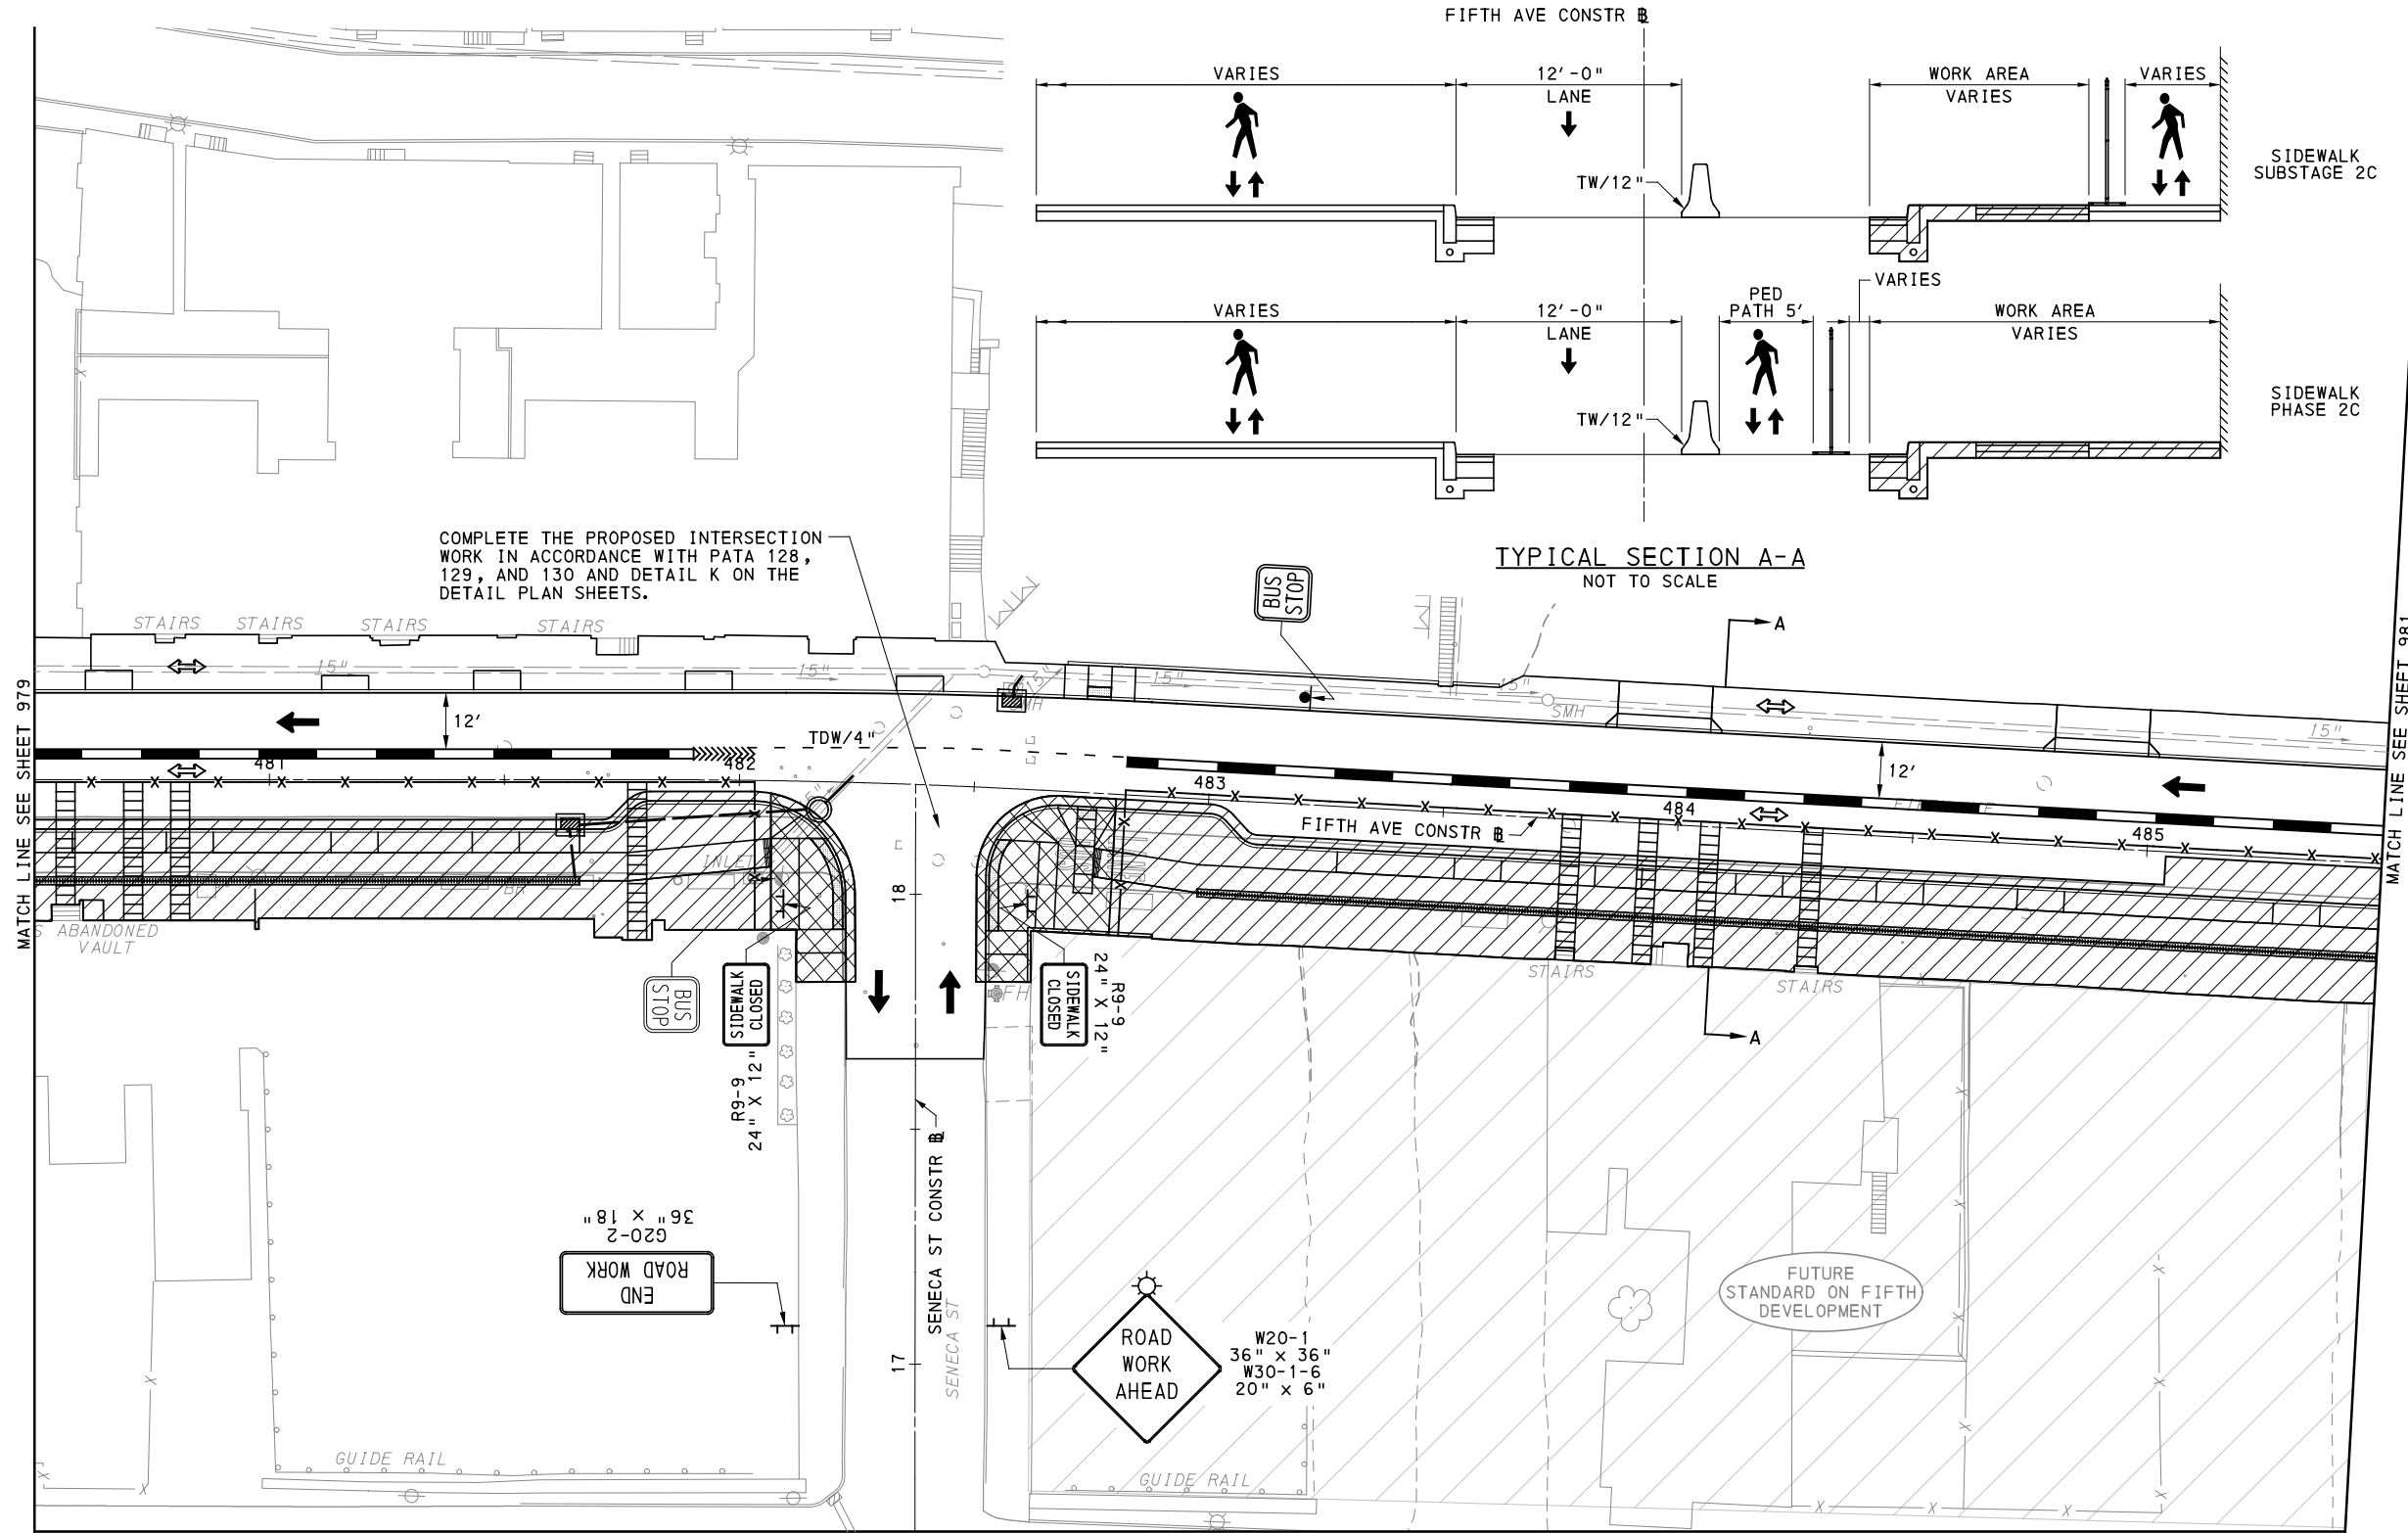 FIFTH AVE CONSTR B
VARIES
12'-0"
LANE
WORK AREA
VARIES
VARIES
TW/12"
SIDEWALK
SUBSTAGE 2C
VARIES
VARIES
12'-0"
LANE
PED
PATH 5'
WORK AREA
VARIES
TW/12"
SIDEWALK
PHASE 2C
COMPLETE THE PROPOSED INTERSECTION
WORK IN ACCORDANCE WITH PATA 128,
129, AND 130 AND DETAIL K ON THE
DETAIL PLAN SHEETS.
TYPICAL SECTION A-A
NOT TO SCALE
BUS
STOP
STAIRS
STAIRS
STAIRS
STAIRS
A
15"
15"
15"
15"
15"
15"
SMH
MH
12'
TDW/4"
12'
MATCH LINE SEE SHEET 979
MATCH LINE SEE SHEET 981
481
482
483
484
485
FIFTH AVE CONSTR B
INLET
BR
S ABANDONED
VAULT
18
BUS
STOP
SIDEWALK
CLOSED
R9-9
24" X 12"
SIDEWALK
CLOSED
R9-9
24" X 12"
FH
STAIRS
STAIRS
A
SENECA ST CONSTR B
SENECA ST
17
G20-2
36" X 18"
END
ROAD WORK
ROAD
WORK
AHEAD
W20-1
36" X 36"
W30-1-6
20" X 6"
FUTURE
STANDARD ON FIFTH
DEVELOPMENT
GUIDE RAIL
GUIDE RAIL